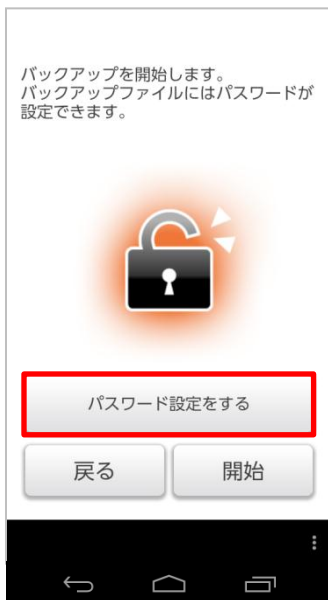 バックアップを開始します。
バックアップファイルにはパスワードが
設定できます。
パスワード設定をする
戻る
開始